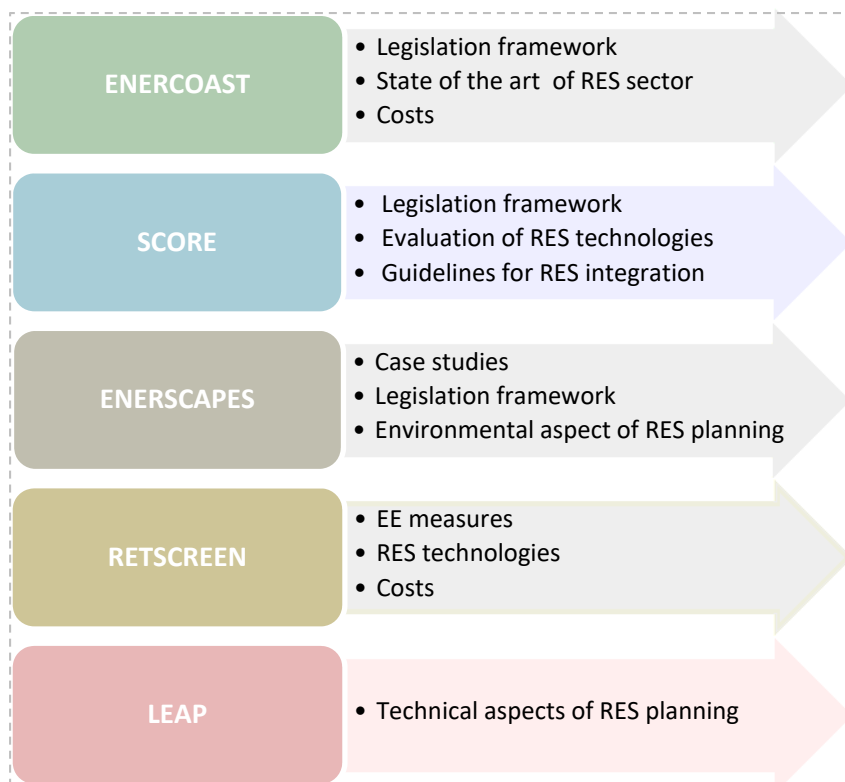 ENERCOAST
• Legislation framework
• State of the art of RES sector
• Costs
SCORE
• Legislation framework
• Evaluation of RES technologies
• Guidelines for RES integration
ENERSCAPES
• Case studies
• Legislation framework
• Environmental aspect of RES planning
RETSCREEN
• EE measures
• RES technologies
• Costs
LEAP
• Technical aspects of RES planning